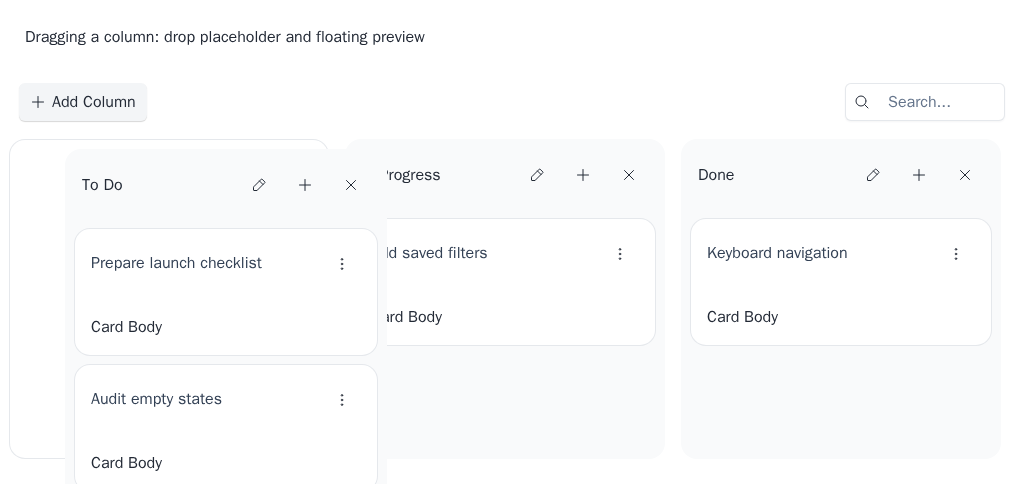 Dragging a column: drop placeholder and floating preview
Add Column
Search...
To Do
Prepare launch checklist
Card Body
Audit empty states
Card Body
Progress
saved filters
Card Body
Done
Keyboard navigation
Card Body